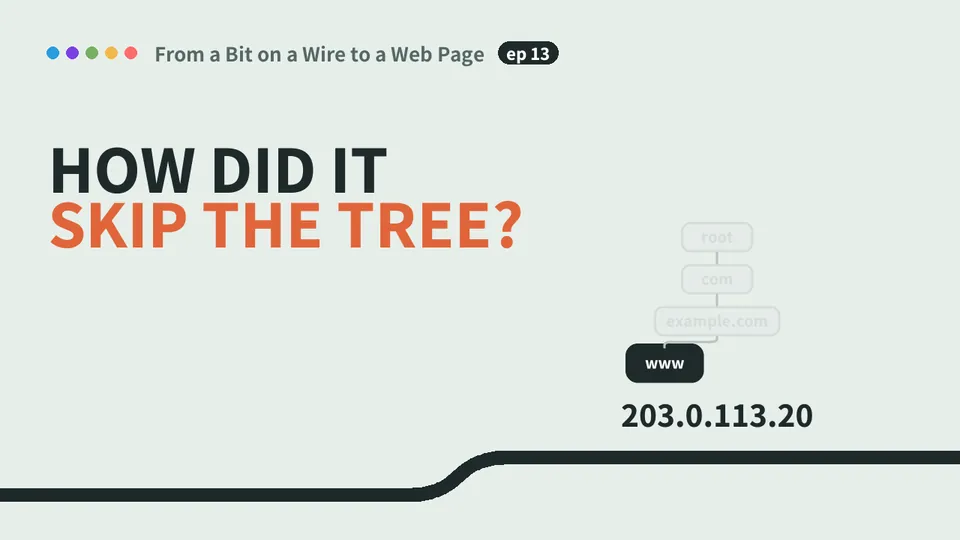 From a Bit on a Wire to a Web Page ep 13
HOW DID IT
SKIP THE TREE?
root
com
example.com
www
203.0.113.20